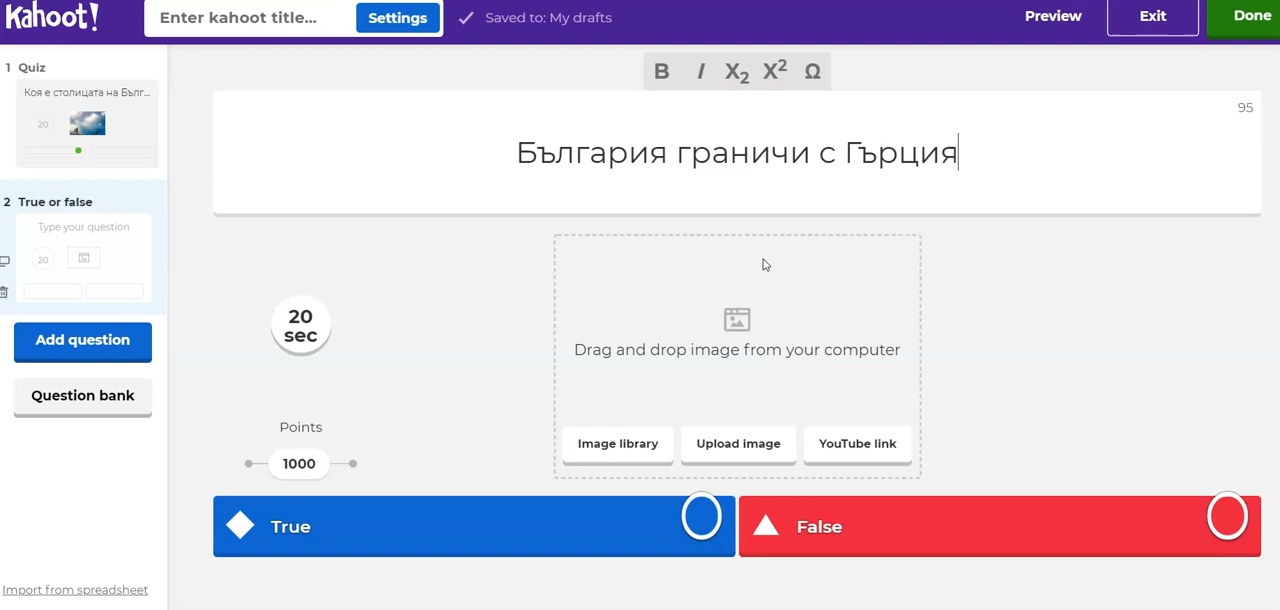 Kahoot!
Enter kahoot title...
Settings
Saved to: My drafts
Preview
Exit
Done
1 Quiz
Коя е столицата на Бълг...
20
2 True or false
Type your question
20
Add question
Question bank
Import from spreadsheet
B I X2 X2 Ω
95
България граничи с Гърция
20
sec
Points
1000
Drag and drop image from your computer
Image library
Upload image
YouTube link
True
False